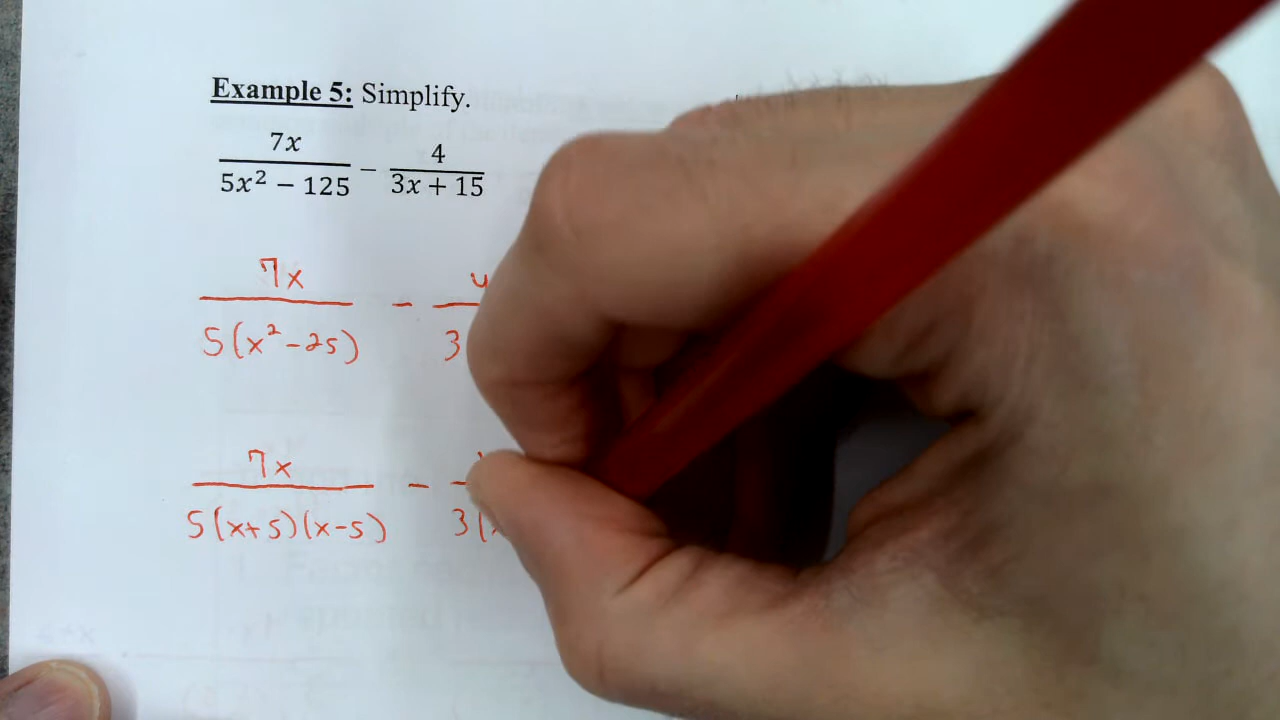 Example 5: Simplify.
7x 4
5x² − 125 − 3x + 15
7x 4
5(x²-25) - 3
7x
5(x+5)(x-5) - 3(x